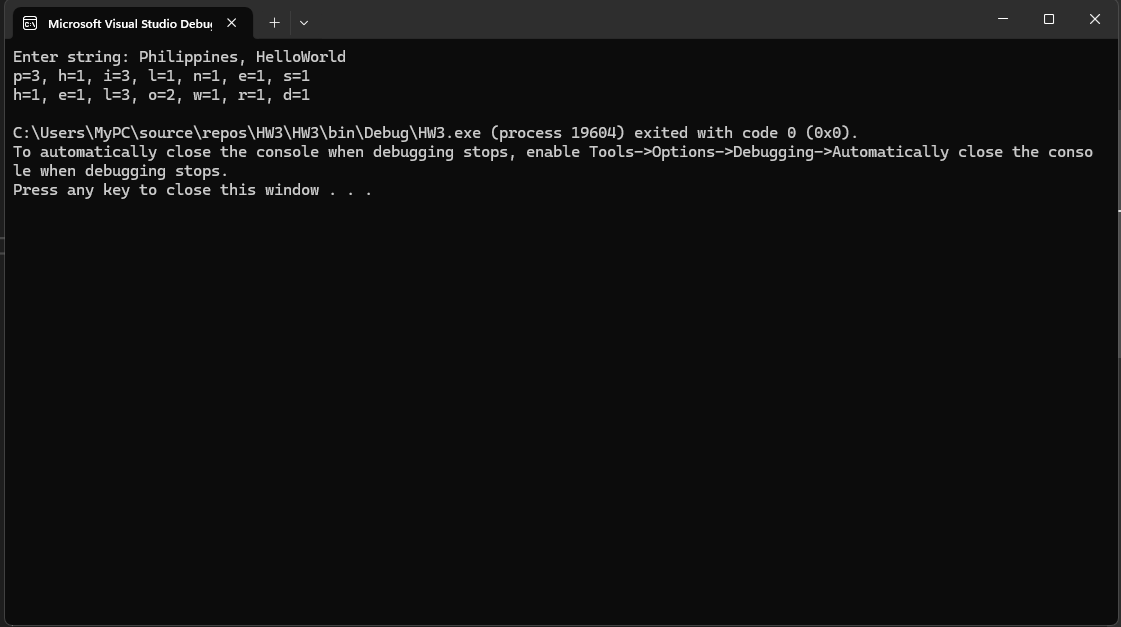 Microsoft Visual Studio Debug
Enter string: Philippines, HelloWorld
p=3, h=1, i=3, l=1, n=1, e=1, s=1
h=1, e=1, l=3, o=2, w=1, r=1, d=1
C:\Users\MyPC\source\repos\HW3\HW3\bin\Debug\HW3.exe (process 19604) exited with code 0 (0x0).
To automatically close the console when debugging stops, enable Tools->Options->Debugging->Automatically close the conso
le when debugging stops.
Press any key to close this window . . .